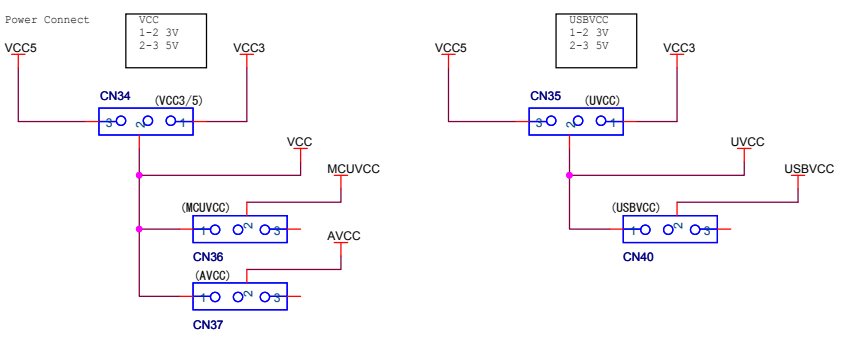 Power Connect
VCC
1-2 3V
2-3 5V
VCC5
VCC3
CN34
(VCC3/5)
3 2 1
VCC
MCUVCC
(MCUVCC)
1 2 3
CN36
AVCC
(AVCC)
1 2 3
CN37
USBVCC
1-2 3V
2-3 5V
VCC5
VCC3
CN35
(UVCC)
3 2 1
UVCC
USBVCC
(USBVCC)
1 2 3
CN40